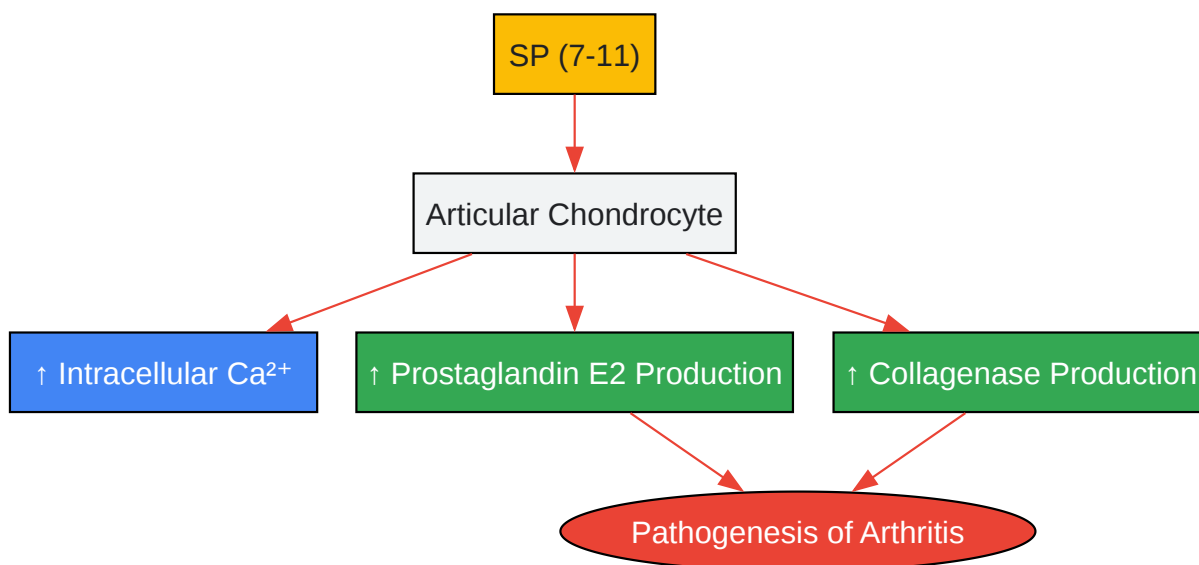 SP (7-11)
Articular Chondrocyte
↑ Intracellular Ca²⁺
↑ Prostaglandin E2 Production
↑ Collagenase Production
Pathogenesis of Arthritis